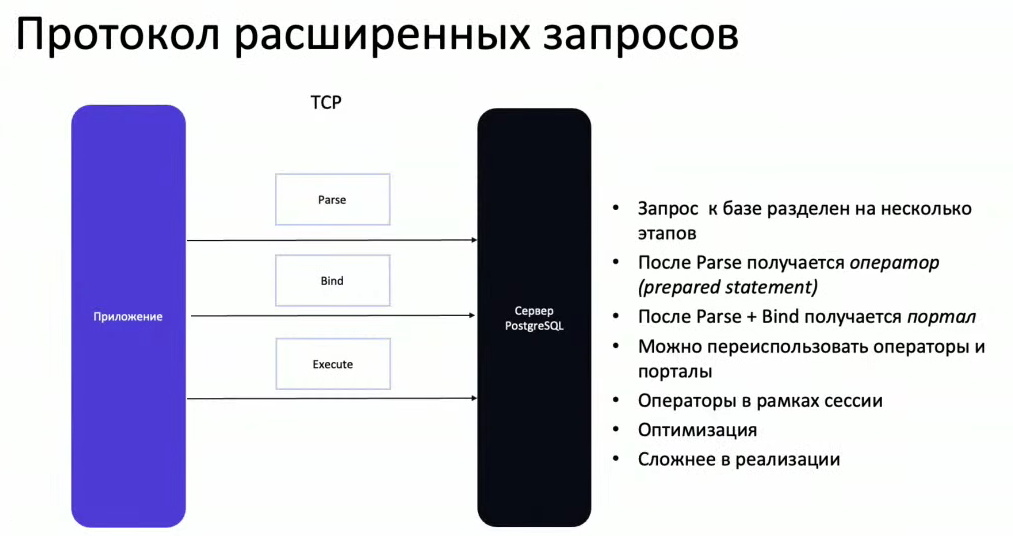 Протокол расширенных запросов
TCP
Parse
Bind
Execute
Приложение
Сервер
PostgreSQL
• Запрос к базе разделен на несколько
этапов
• После Parse получается оператор
(prepared statement)
• После Parse + Bind получается портал
• Можно переиспользовать операторы и
порталы
• Операторы в рамках сессии
• Оптимизация
• Сложнее в реализации